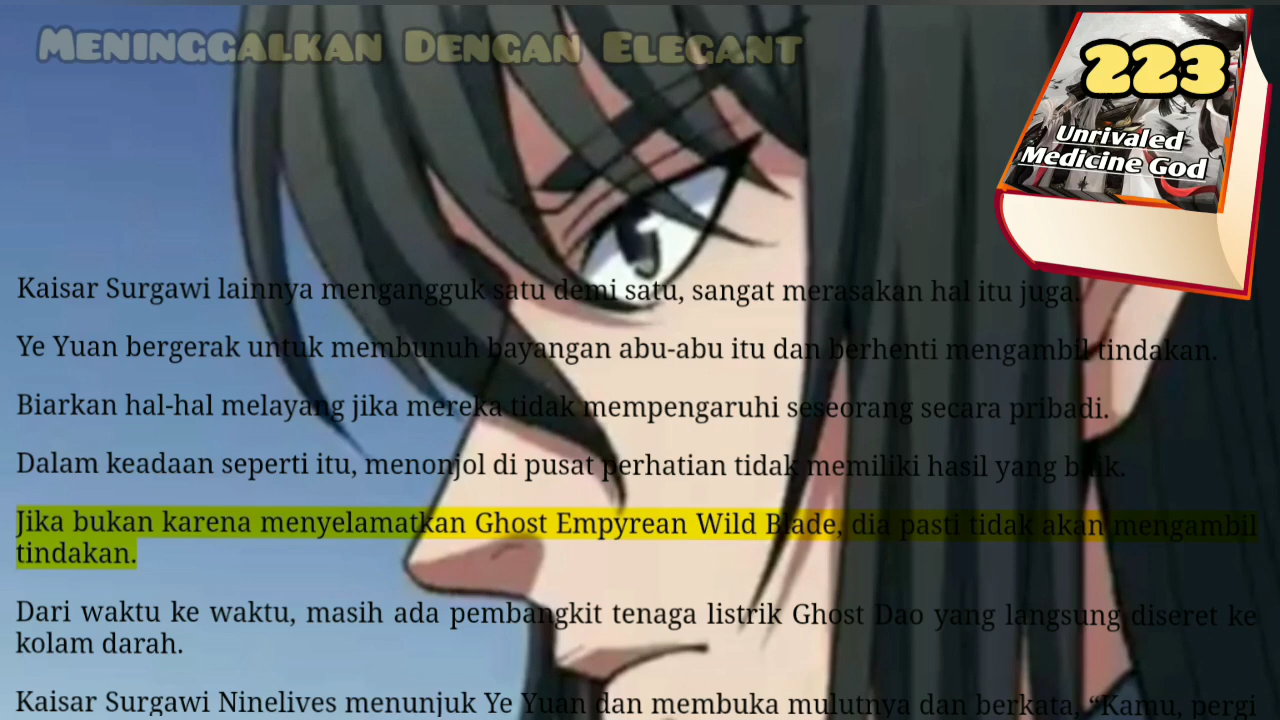 Meninggalkan Dengan Elegant
223
Unrivaled
Medicine God
Kaisar Surgawi lainnya mengangguk satu demi satu, sangat merasakan hal itu juga.
Ye Yuan bergerak untuk membunuh bayangan abu-abu itu dan berhenti mengambil tindakan.
Biarkan hal-hal melayang jika mereka tidak mempengaruhi seseorang secara pribadi.
Dalam keadaan seperti itu, menonjol di pusat perhatian tidak memiliki hasil yang baik.
Jika bukan karena menyelamatkan Ghost Empyrean Wild Blade, dia pasti tidak akan mengambil
tindakan.
Dari waktu ke waktu, masih ada pembangkit tenaga listrik Ghost Dao yang langsung diseret ke
kolam darah.
Kaisar Surgawi Ninelives menunjuk Ye Yuan dan membuka mulutnya dan berkata, “Kamu, pergi